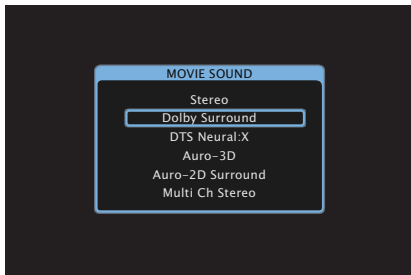 MOVIE SOUND
Stereo
Dolby Surround
DTS Neural:X
Auro-3D
Auro-2D Surround
Multi Ch Stereo